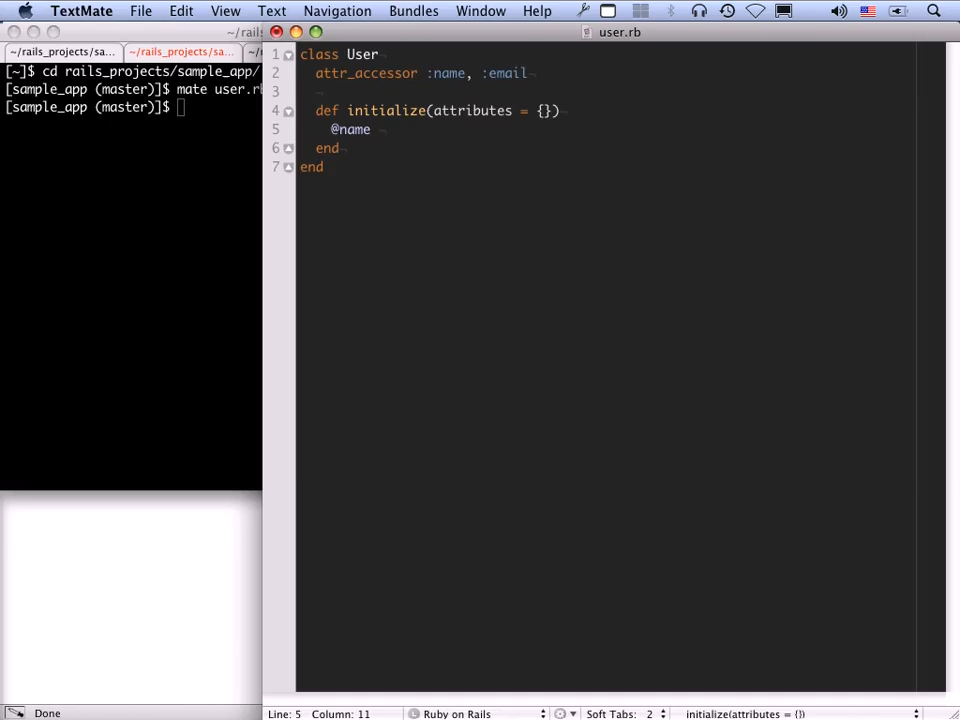 TextMate File Edit View Text Navigation Bundles Window Help
~/rails
user.rb
~/rails_projects/sa... ~/rails_projects/sa...
[~]$ cd rails_projects/sample_app/
[sample_app (master)]$ mate user.rb
[sample_app (master)]$
1 class User
2 attr_accessor :name, :email
3
4 def initialize(attributes = {})
5 @name
6 end
7 end
Done
Line: 5 Column: 11 Ruby on Rails Soft Tabs: 2 initialize(attributes = {})